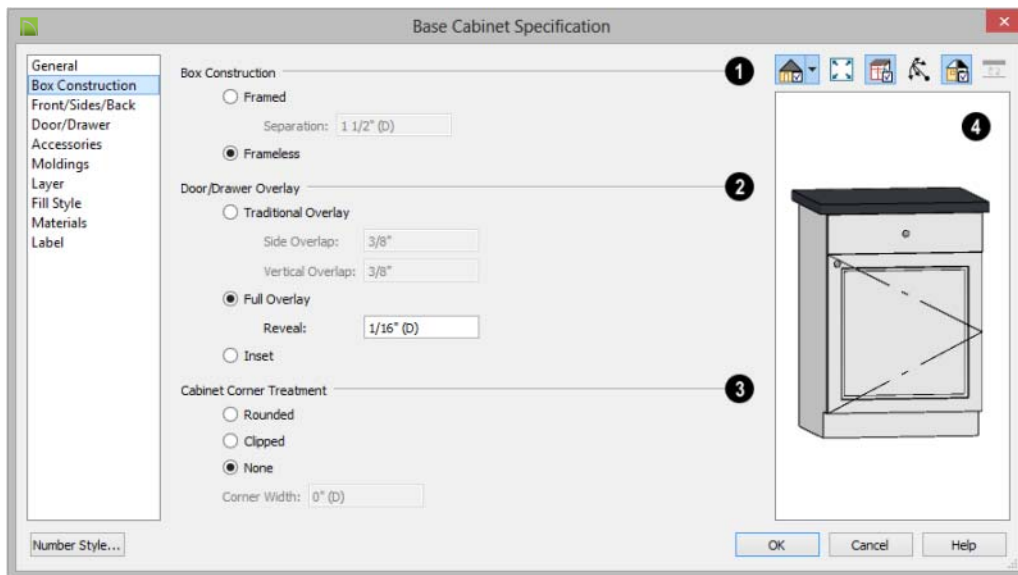 Base Cabinet Specification
General
Box Construction
Front/Sides/Back
Door/Drawer
Accessories
Moldings
Layer
Fill Style
Materials
Label
Box Construction
1
Framed
Separation: 1 1/2" (D)
Frameless
Door/Drawer Overlay
2
Traditional Overlay
Side Overlap: 3/8"
Vertical Overlap: 3/8"
Full Overlay
Reveal: 1/16" (D)
Inset
Cabinet Corner Treatment
3
Rounded
Clipped
None
Corner Width: 0" (D)
4
Number Style...
OK
Cancel
Help